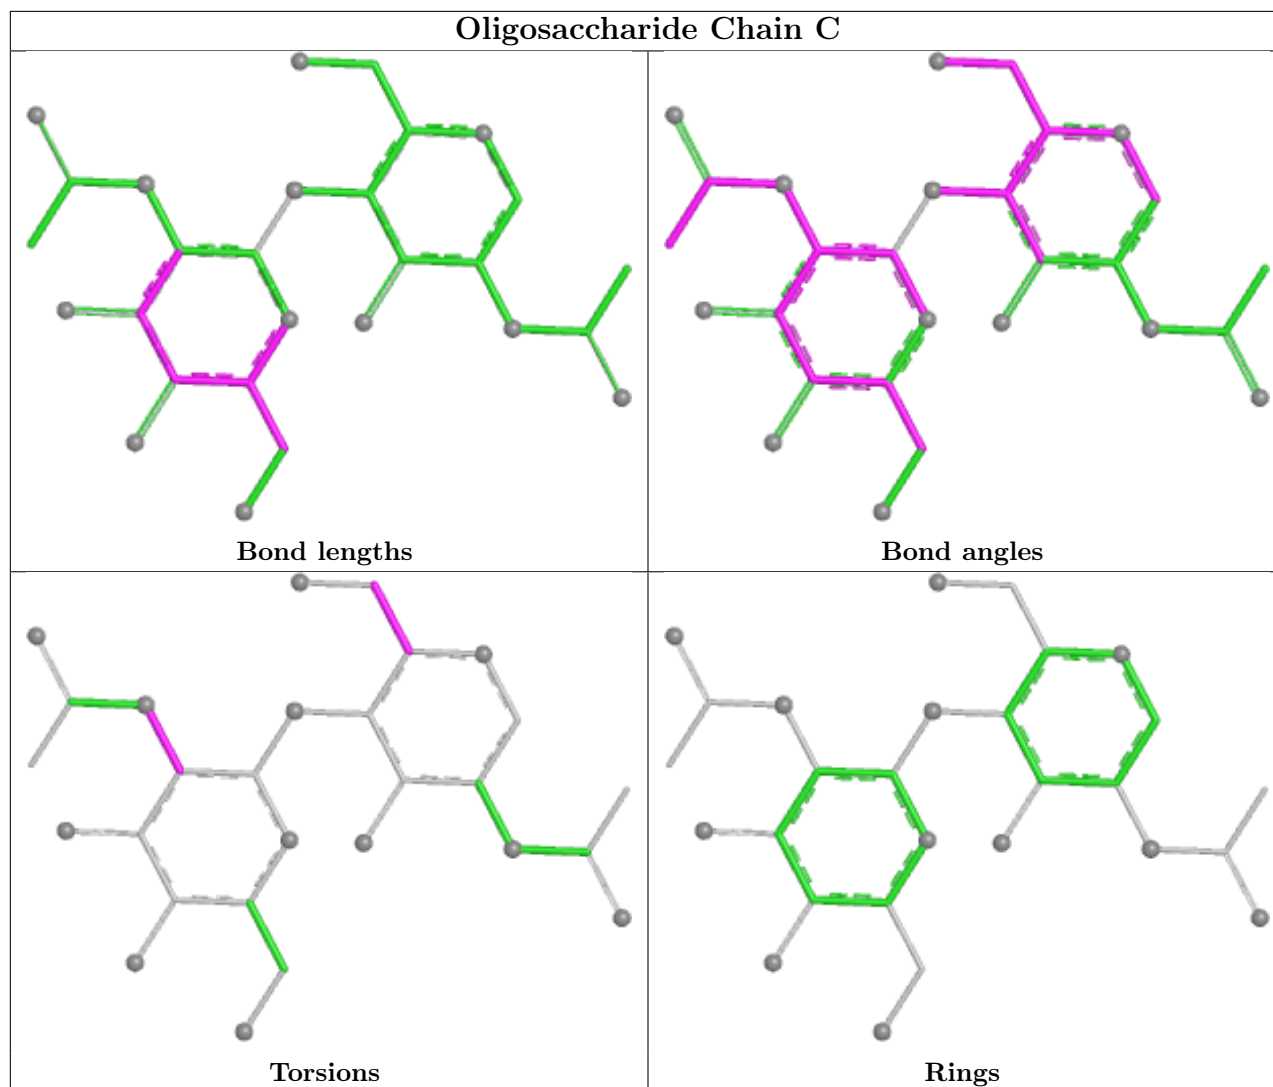 Oligosaccharide Chain C
Bond lengths
Bond angles
Torsions
Rings